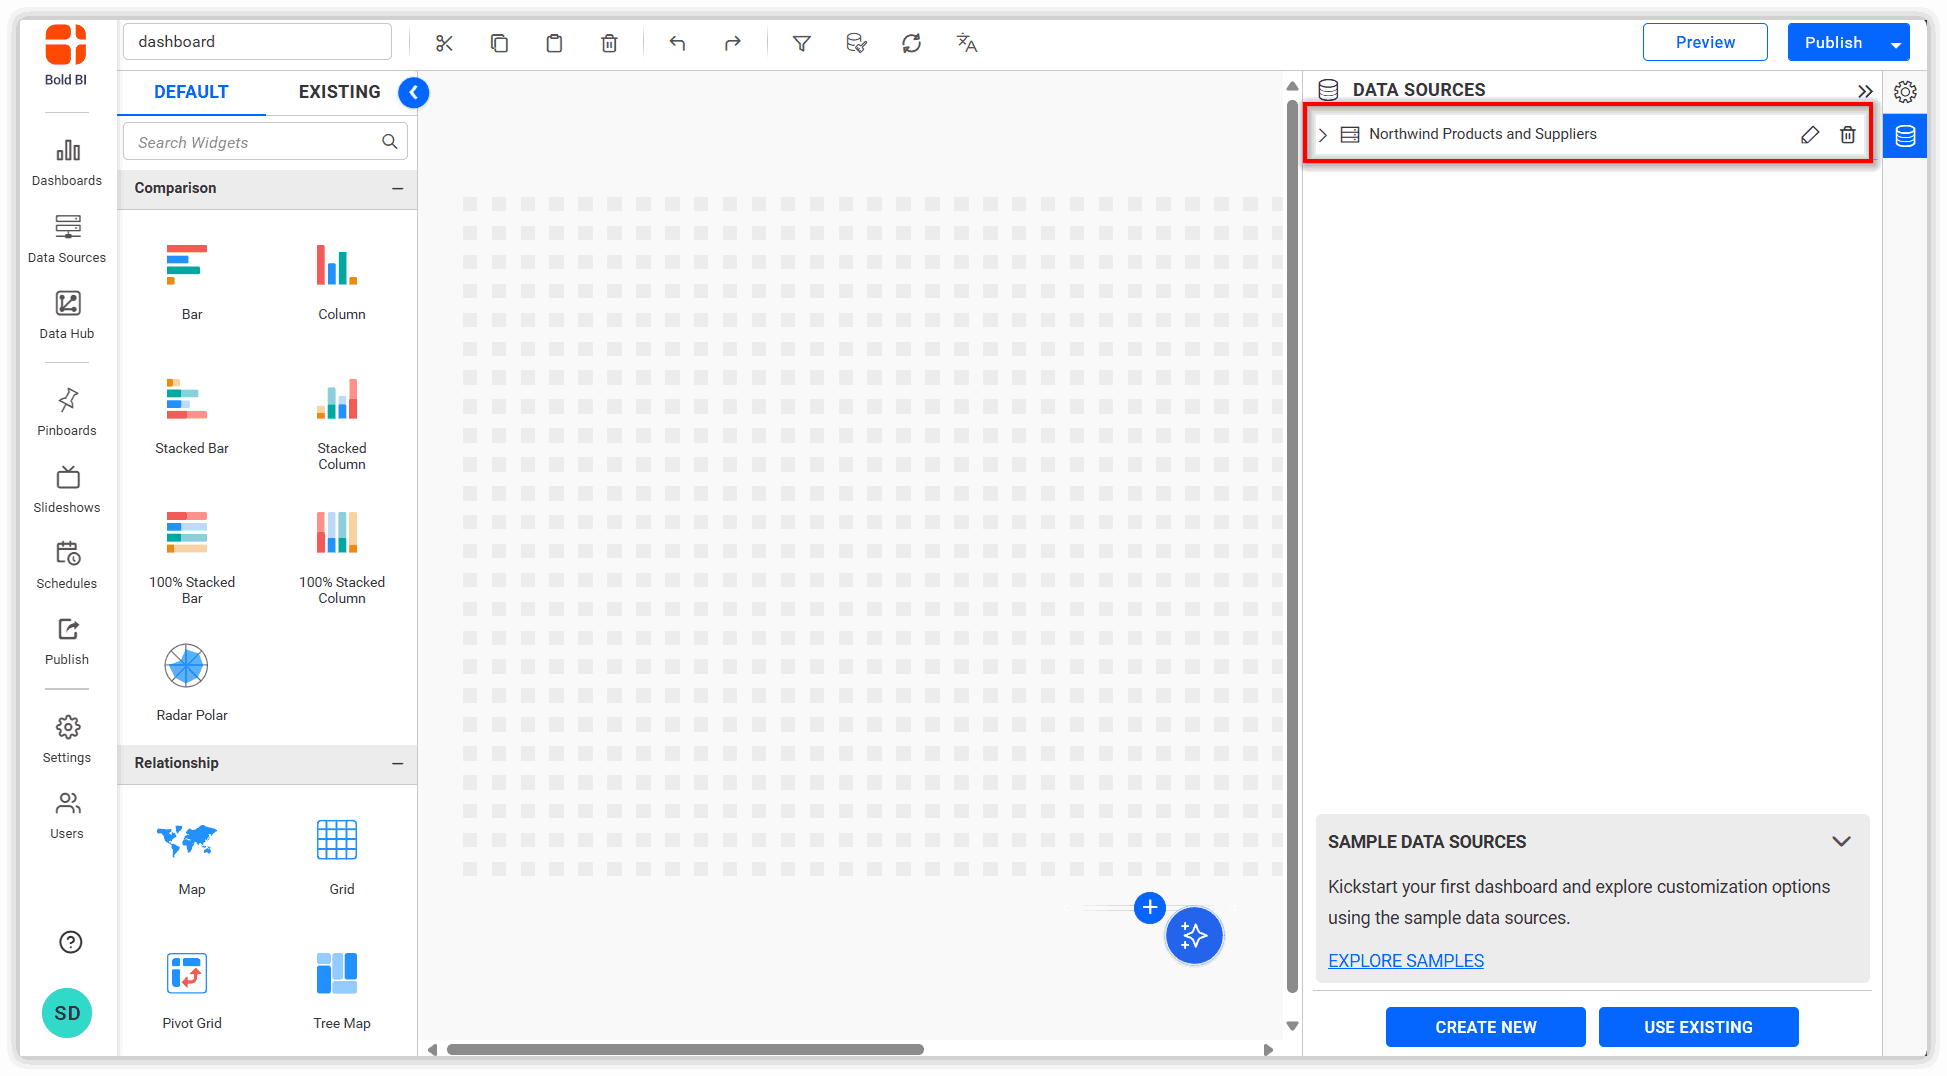 Bold BI
dashboard
Preview
Publish
DEFAULT
EXISTING
DATA SOURCES
Search Widgets
Northwind Products and Suppliers
Dashboards
Data Sources
Data Hub
Pinboards
Slideshows
Schedules
Publish
Settings
Users
SD
Comparison
Bar
Column
Stacked Bar
Stacked
Column
100% Stacked
Bar
100% Stacked
Column
Radar Polar
Relationship
Map
Grid
Pivot Grid
Tree Map
SAMPLE DATA SOURCES
Kickstart your first dashboard and explore customization options
using the sample data sources.
EXPLORE SAMPLES
CREATE NEW
USE EXISTING